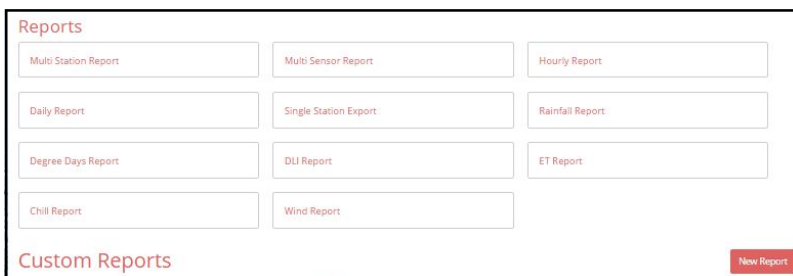 Reports
Multi Station Report
Multi Sensor Report
Hourly Report
Daily Report
Single Station Export
Rainfall Report
Degree Days Report
DLI Report
ET Report
Chill Report
Wind Report
Custom Reports
New Report